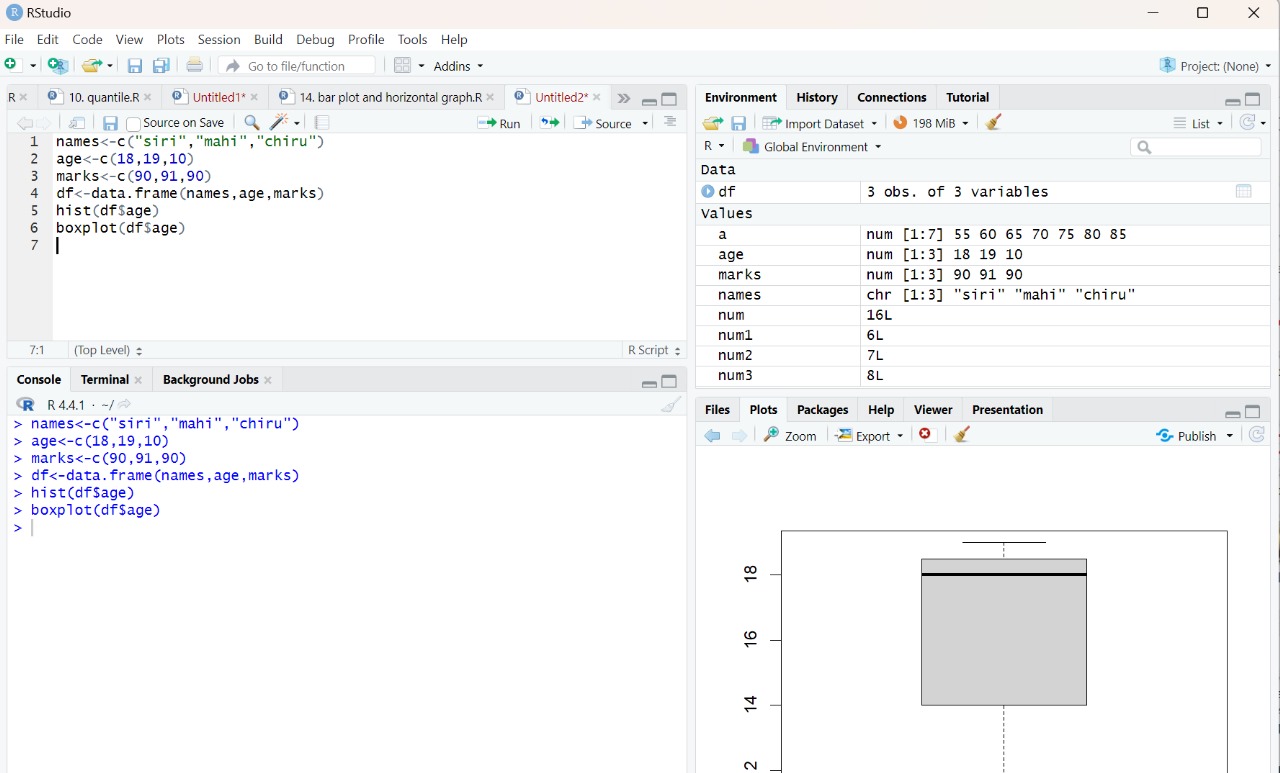 RStudio
File Edit Code View Plots Session Build Debug Profile Tools Help
Go to file/function Addins Project: (None)
R 10. quantile.R Untitled1* 14. bar plot and horizontal graph.R Untitled2*
Source on Save Run Source
1 names<-c("siri","mahi","chiru")
2 age<-c(18,19,10)
3 marks<-c(90,91,90)
4 df<-data.frame(names,age,marks)
5 hist(df$age)
6 boxplot(df$age)
7
7:1 (Top Level) R Script
Console Terminal Background Jobs
R 4.4.1 · ~/
> names<-c("siri","mahi","chiru")
> age<-c(18,19,10)
> marks<-c(90,91,90)
> df<-data.frame(names,age,marks)
> hist(df$age)
> boxplot(df$age)
>
Environment History Connections Tutorial
Import Dataset 198 MiB List
R Global Environment
Data
df 3 obs. of 3 variables
Values
a num [1:7] 55 60 65 70 75 80 85
age num [1:3] 18 19 10
marks num [1:3] 90 91 90
names chr [1:3] "siri" "mahi" "chiru"
num 16L
num1 6L
num2 7L
num3 8L
Files Plots Packages Help Viewer Presentation
Zoom Export Publish
18
16
14
2